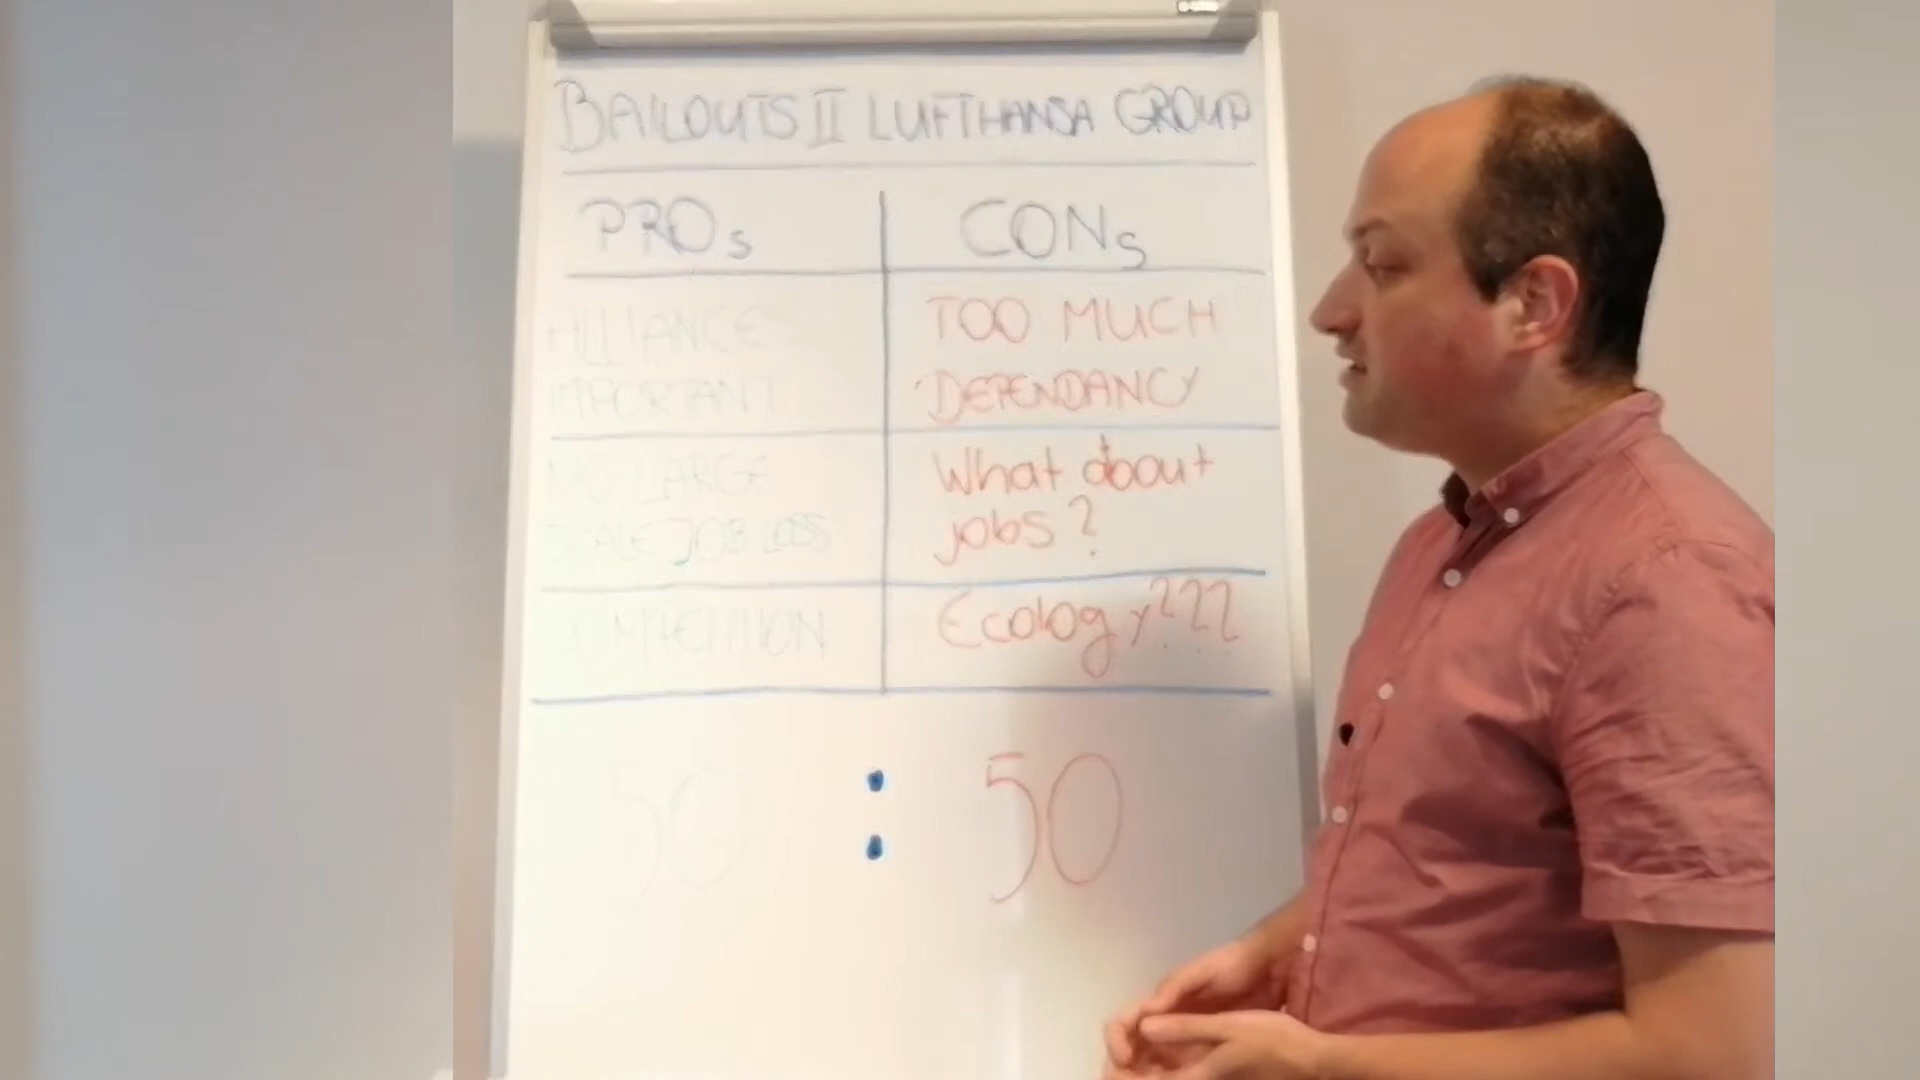 BAILOUTS II LUFTHANSA GROUP
PROs
CONs
ALLIANCE
IMPORTANT
TOO MUCH
DEPENDANCY
NO LARGE
SCALE JOB LOSS
What about
jobs?
COMPETITION
Ecology???
50 : 50